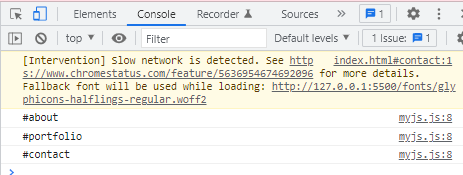 Elements Console Recorder Sources » 1
top Filter Default levels 1 Issue: 1
[Intervention] Slow network is detected. See http index.html#contact:1
s://www.chromestatus.com/feature/5636954674692096 for more details.
Fallback font will be used while loading: http://127.0.0.1:5500/fonts/gly
phicons-halflings-regular.woff2
#about myjs.js:8
#portfolio myjs.js:8
#contact myjs.js:8
>